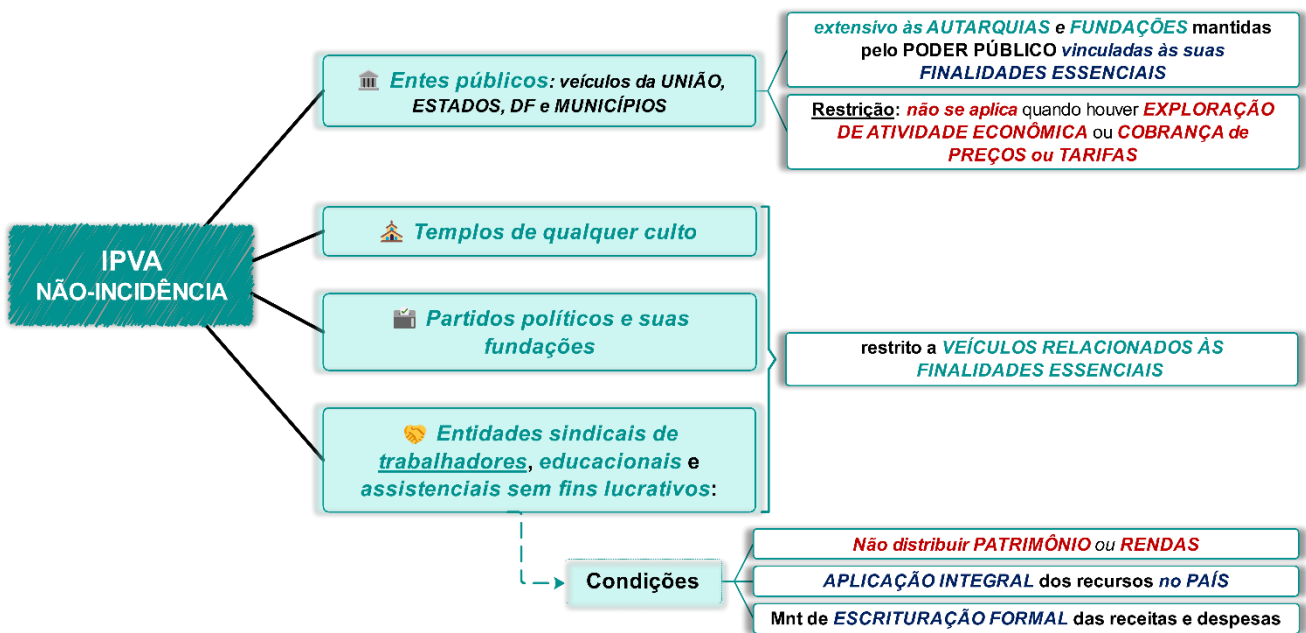 IPVA
NÃO-INCIDÊNCIA
Entes públicos: veículos da UNIÃO,
ESTADOS, DF e MUNICÍPIOS
extensivo às AUTARQUIAS e FUNDAÇÕES mantidas
pelo PODER PÚBLICO vinculadas às suas
FINALIDADES ESSENCIAIS
Restrição: não se aplica quando houver EXPLORAÇÃO
DE ATIVIDADE ECONÔMICA ou COBRANÇA de
PREÇOS ou TARIFAS
Templos de qualquer culto
Partidos políticos e suas
fundações
Entidades sindicais de
trabalhadores, educacionais e
assistenciais sem fins lucrativos:
restrito a VEÍCULOS RELACIONADOS ÀS
FINALIDADES ESSENCIAIS
Condições
Não distribuir PATRIMÔNIO ou RENDAS
APLICAÇÃO INTEGRAL dos recursos no PAÍS
Mnt de ESCRITURAÇÃO FORMAL das receitas e despesas